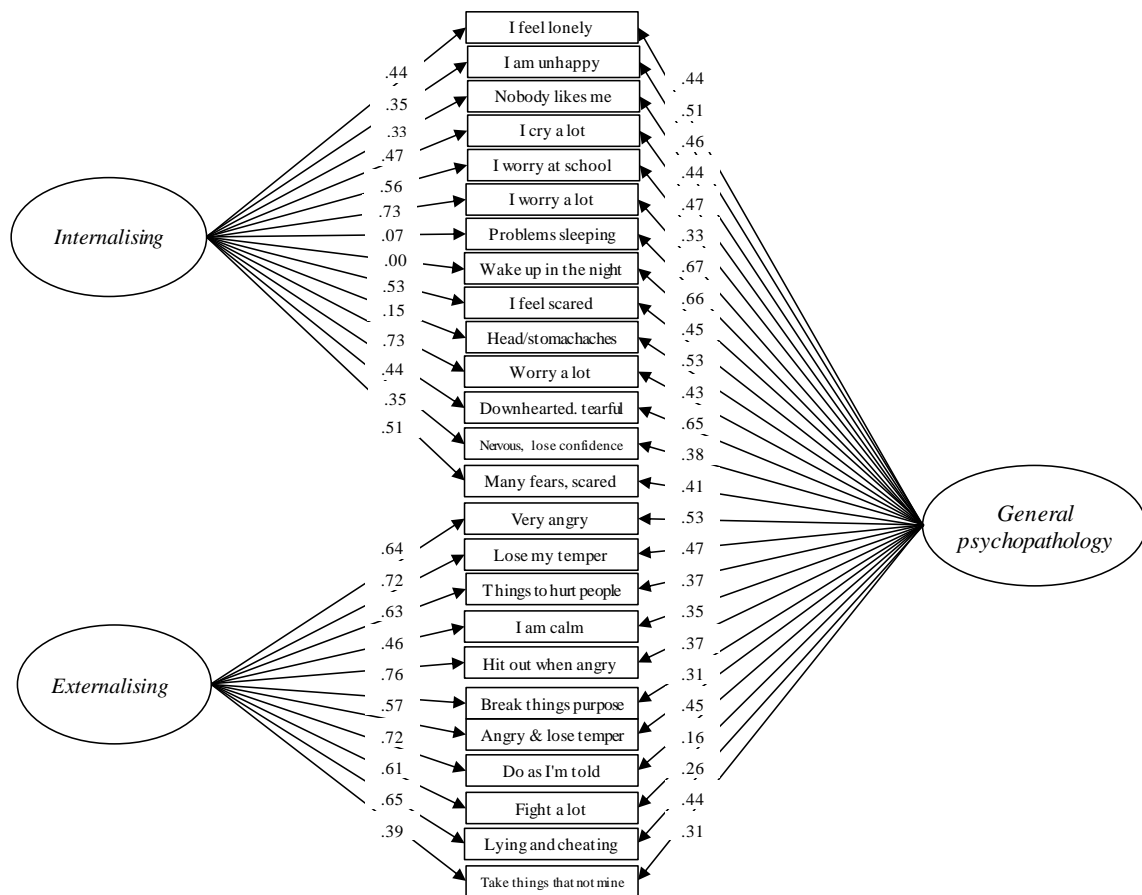 I feel lonely
I am unhappy
Nobody likes me
I cry a lot
I worry at school
I worry a lot
Problems sleeping
Wake up in the night
I feel scared
Head/stomachaches
Worry a lot
Downhearted. tearful
Nervous, lose confidence
Many fears, scared
Very angry
Lose my temper
Things to hurt people
I am calm
Hit out when angry
Break things purpose
Angry & lose temper
Do as I'm told
Fight a lot
Lying and cheating
Take things that not mine
Internalising
.44
.35
.33
.47
.56
.73
.07
.00
.53
.15
.73
.44
.35
.51
Externalising
.64
.72
.63
.46
.76
.57
.72
.61
.65
.39
.44
.51
.46
.44
.47
.33
.67
.66
.45
.53
.43
.65
.38
.41
.53
.47
.37
.35
.37
.31
.45
.16
.26
.44
.31
General
psychopathology